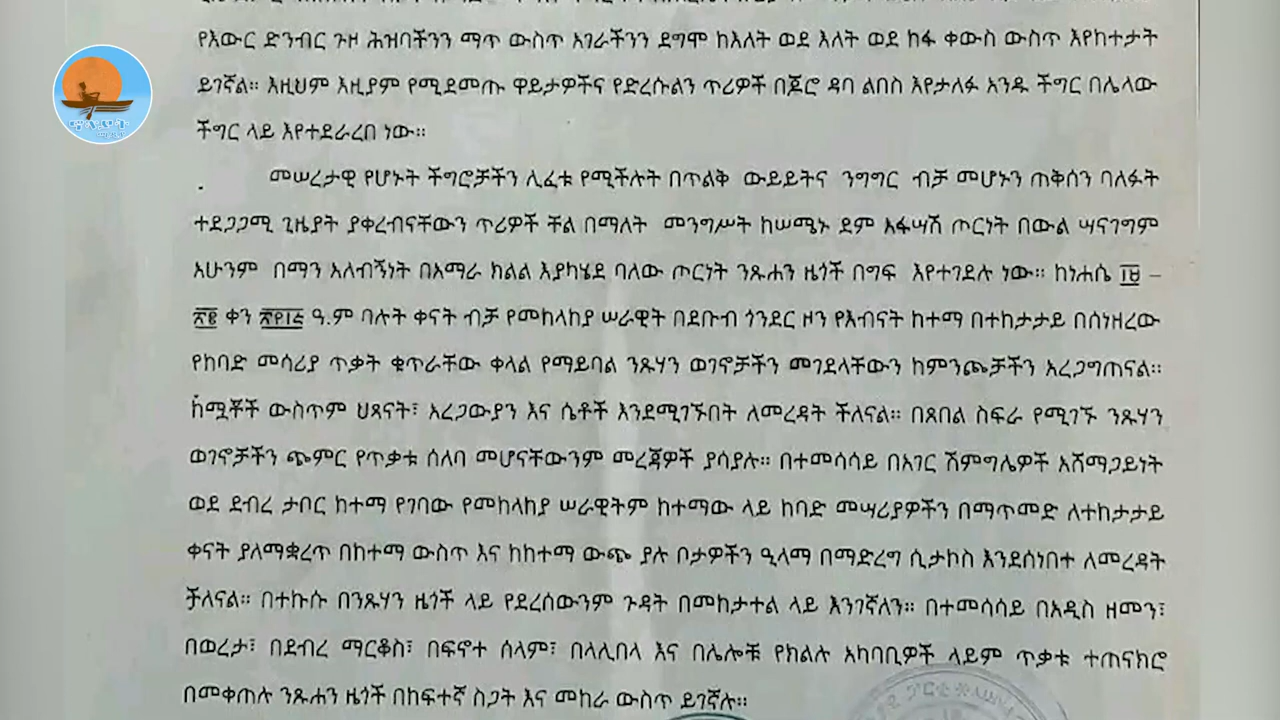 የእውር ድንብር ጉዞ ሕዝባችንን ማጥ ውስጥ አገራችንን ደግሞ ከእለት ወደ እለት ወደ ከፋ ቀውስ ውስጥ እየከተታት
ይገኛል። እዚህም እዚያም የሚደመጡ ዋይታዎችና የድረሱልን ጥሪዎች በጆሮ ዳባ ልበስ እየታለፉ አንዱ ችግር በሌላው
ችግር ላይ እየተደራረበ ነው።
መሠረታዊ የሆኑት ችግሮቻችን ሊፈቱ የሚችሉት በጥልቅ ውይይትና ንግግር ብቻ መሆኑን ጠቅሰን ባለፉት
ተደጋጋሚ ጊዜያት ያቀረብናቸውን ጥሪዎች ቸል በማለት መንግሥት ከሠሜኑ ደም አፋሣሽ ጦርነት በውል ሣናገግም
አሁንም በማን አለብኝነት በአማራ ክልል እያካሄደ ባለው ጦርነት ንጹሐን ዜጎች በግፍ እየተገደሉ ነው። ከነሐሴ ፲፱ –
፳፪ ቀን ፳፻፲፭ ዓ.ም ባሉት ቀናት ብቻ የመከላከያ ሠራዊት በደቡብ ጎንደር ዞን የእብናት ከተማ በተከታታይ በሰነዘረው
የከባድ መሳሪያ ጥቃት ቁጥራቸው ቀላል የማይባል ንጹሃን ወገኖቻችን መገደላቸውን ከምንጮቻችን አረጋግጠናል።
ከሟቾች ውስጥም ህጻናት፣ አረጋውያን እና ሴቶች እንደሚገኙበት ለመረዳት ችለናል። በጸበል ስፍራ የሚገኙ ንጹሃን
ወገኖቻችን ጭምር የጥቃቱ ሰለባ መሆናቸውንም መረጃዎች ያሳያሉ። በተመሳሳይ በአገር ሽምግሌዎች አሸማጋይነት
ወደ ደብረ ታቦር ከተማ የገባው የመከላከያ ሠራዊትም ከተማው ላይ ከባድ መሣሪያዎችን በማጥመድ ለተከታታይ
ቀናት ያለማቋረጥ በከተማ ውስጥ እና ከከተማ ውጭ ያሉ ቦታዎችን ዒላማ በማድረግ ሲታኮስ እንደሰነበተ ለመረዳት
ችለናል። በተኩሱ በንጹሃን ዜጎች ላይ የደረሰውንም ጉዳት በመከታተል ላይ እንገኛለን። በተመሳሳይ በአዲስ ዘመን፣
በወረታ፣ በደብረ ማርቆስ፣ በፍኖተ ሰላም፣ በላሊበላ እና በሌሎቹ የክልሉ አካባቢዎች ላይም ጥቃቱ ተጠናክሮ
በመቀጠሉ ንጹሐን ዜጎች በከፍተኛ ስጋት እና መከራ ውስጥ ይገኛሉ።